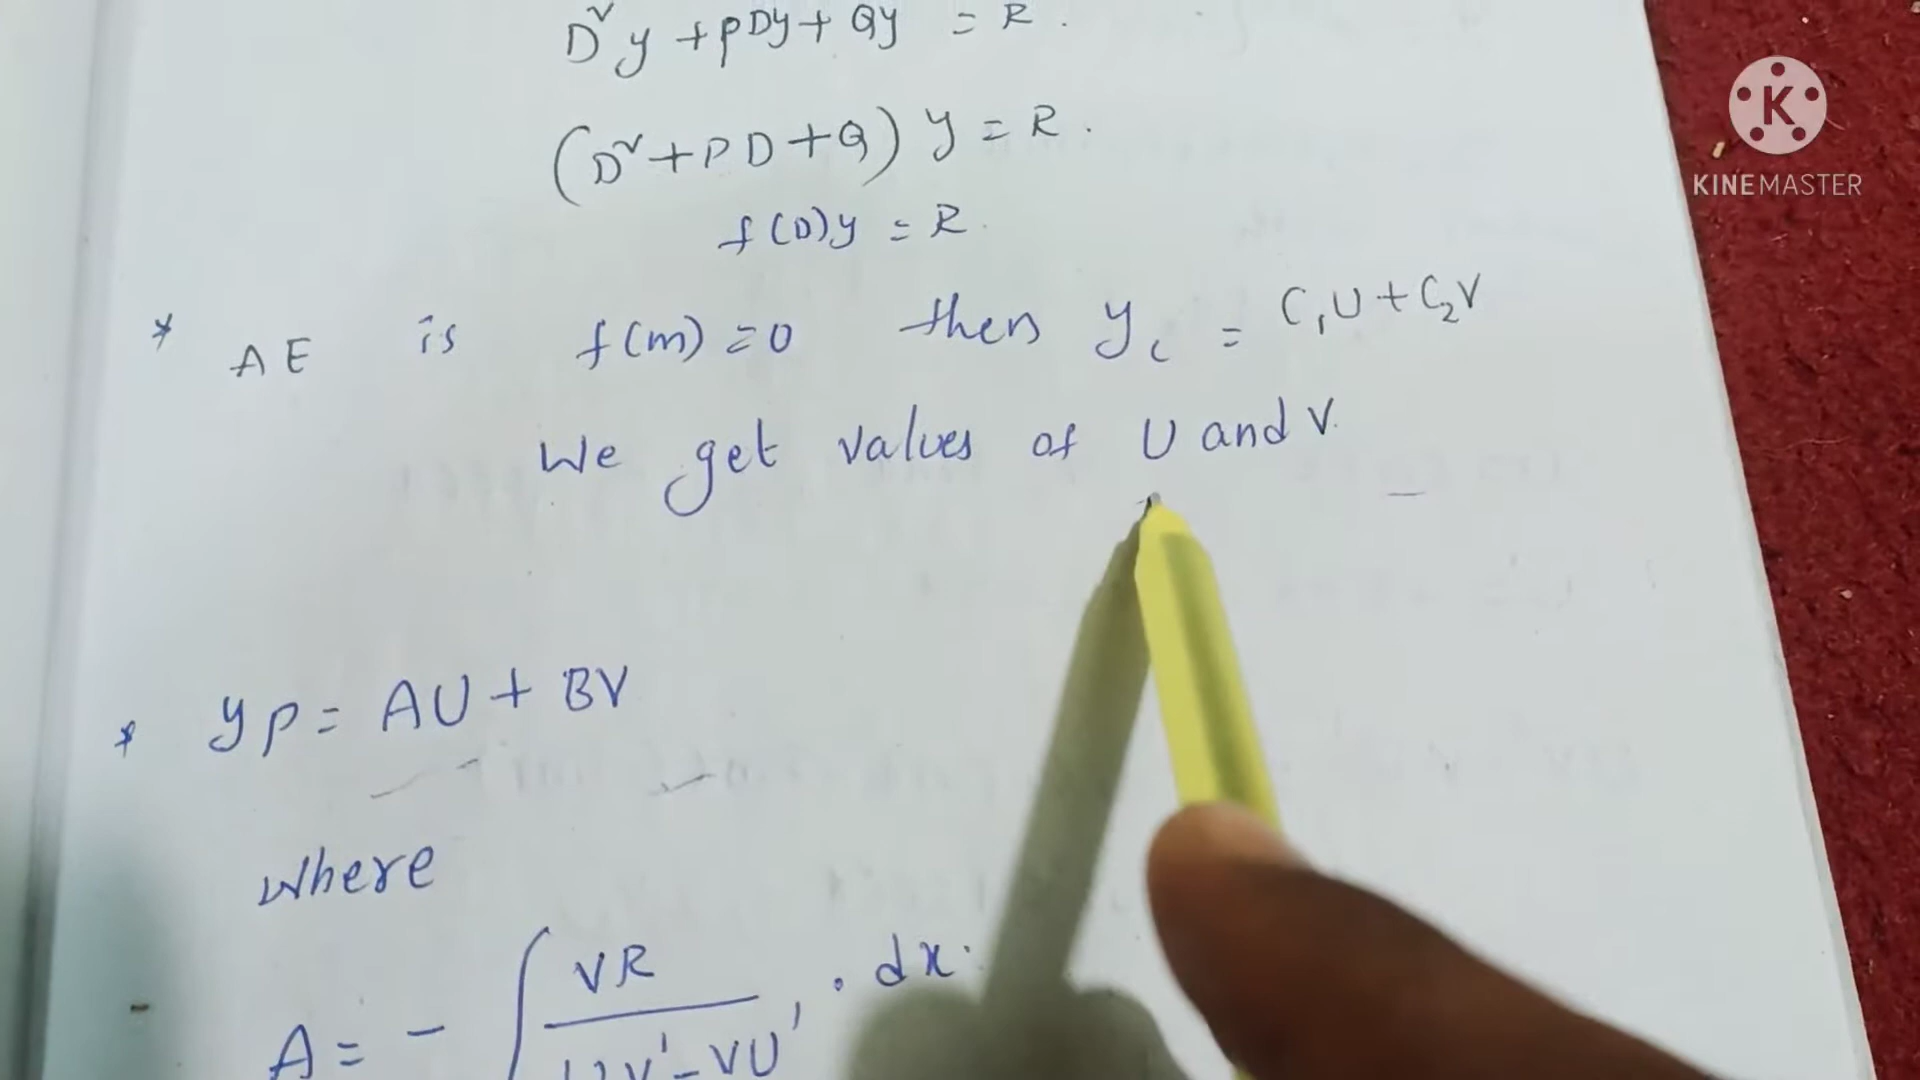 D²y + PDy + Qy = R.
(D² + PD + Q) y = R.
f(D)y = R.
* AE is f(m) = 0 then y_c = C₁U + C₂V
We get values of U and V.
* yp = AU + BV
where
A = - ∫ VR / UV' - VU' . dx.
K
KINEMASTER